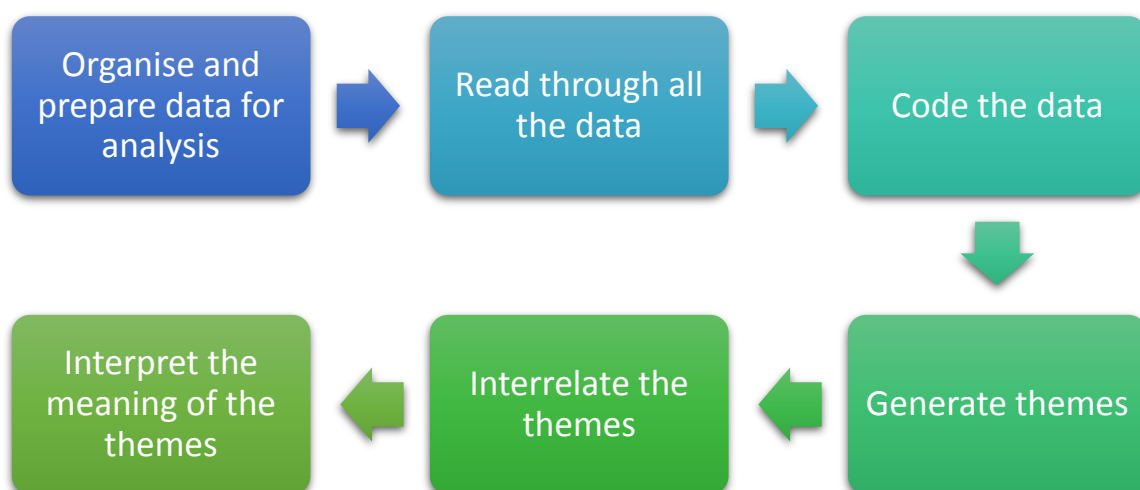 Organise and
prepare data for
analysis
Read through all
the data
Code the data
Generate themes
Interrelate the
themes
Interpret the
meaning of the
themes